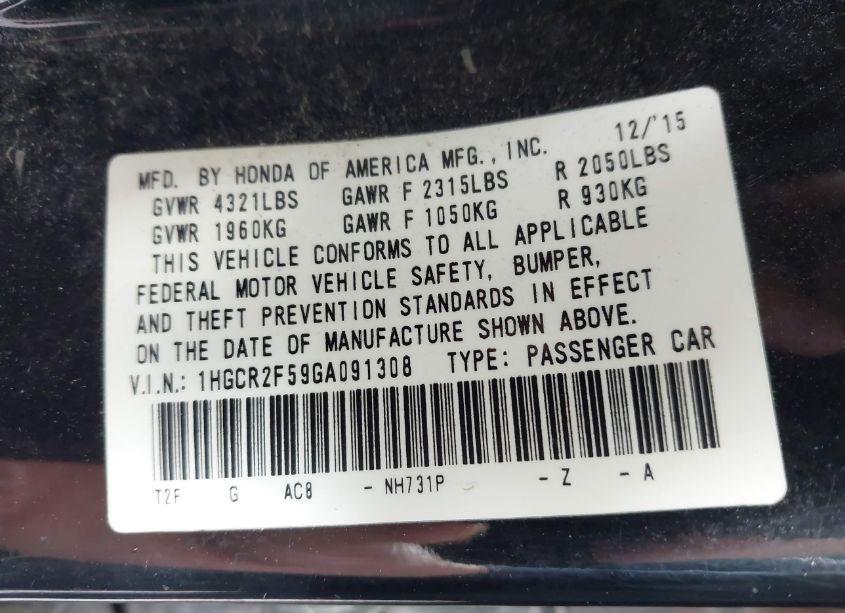 12/'15
MFD. BY HONDA OF AMERICA MFG., INC.
GVWR 4321LBS GAWR F 2315LBS R 2050LBS
GVWR 1960KG GAWR F 1050KG R 930KG
THIS VEHICLE CONFORMS TO ALL APPLICABLE
FEDERAL MOTOR VEHICLE SAFETY, BUMPER,
AND THEFT PREVENTION STANDARDS IN EFFECT
ON THE DATE OF MANUFACTURE SHOWN ABOVE.
V.I.N.: 1HGCR2F59GA091308 TYPE: PASSENGER CAR
T2F G AC8 - NH731P - Z - A